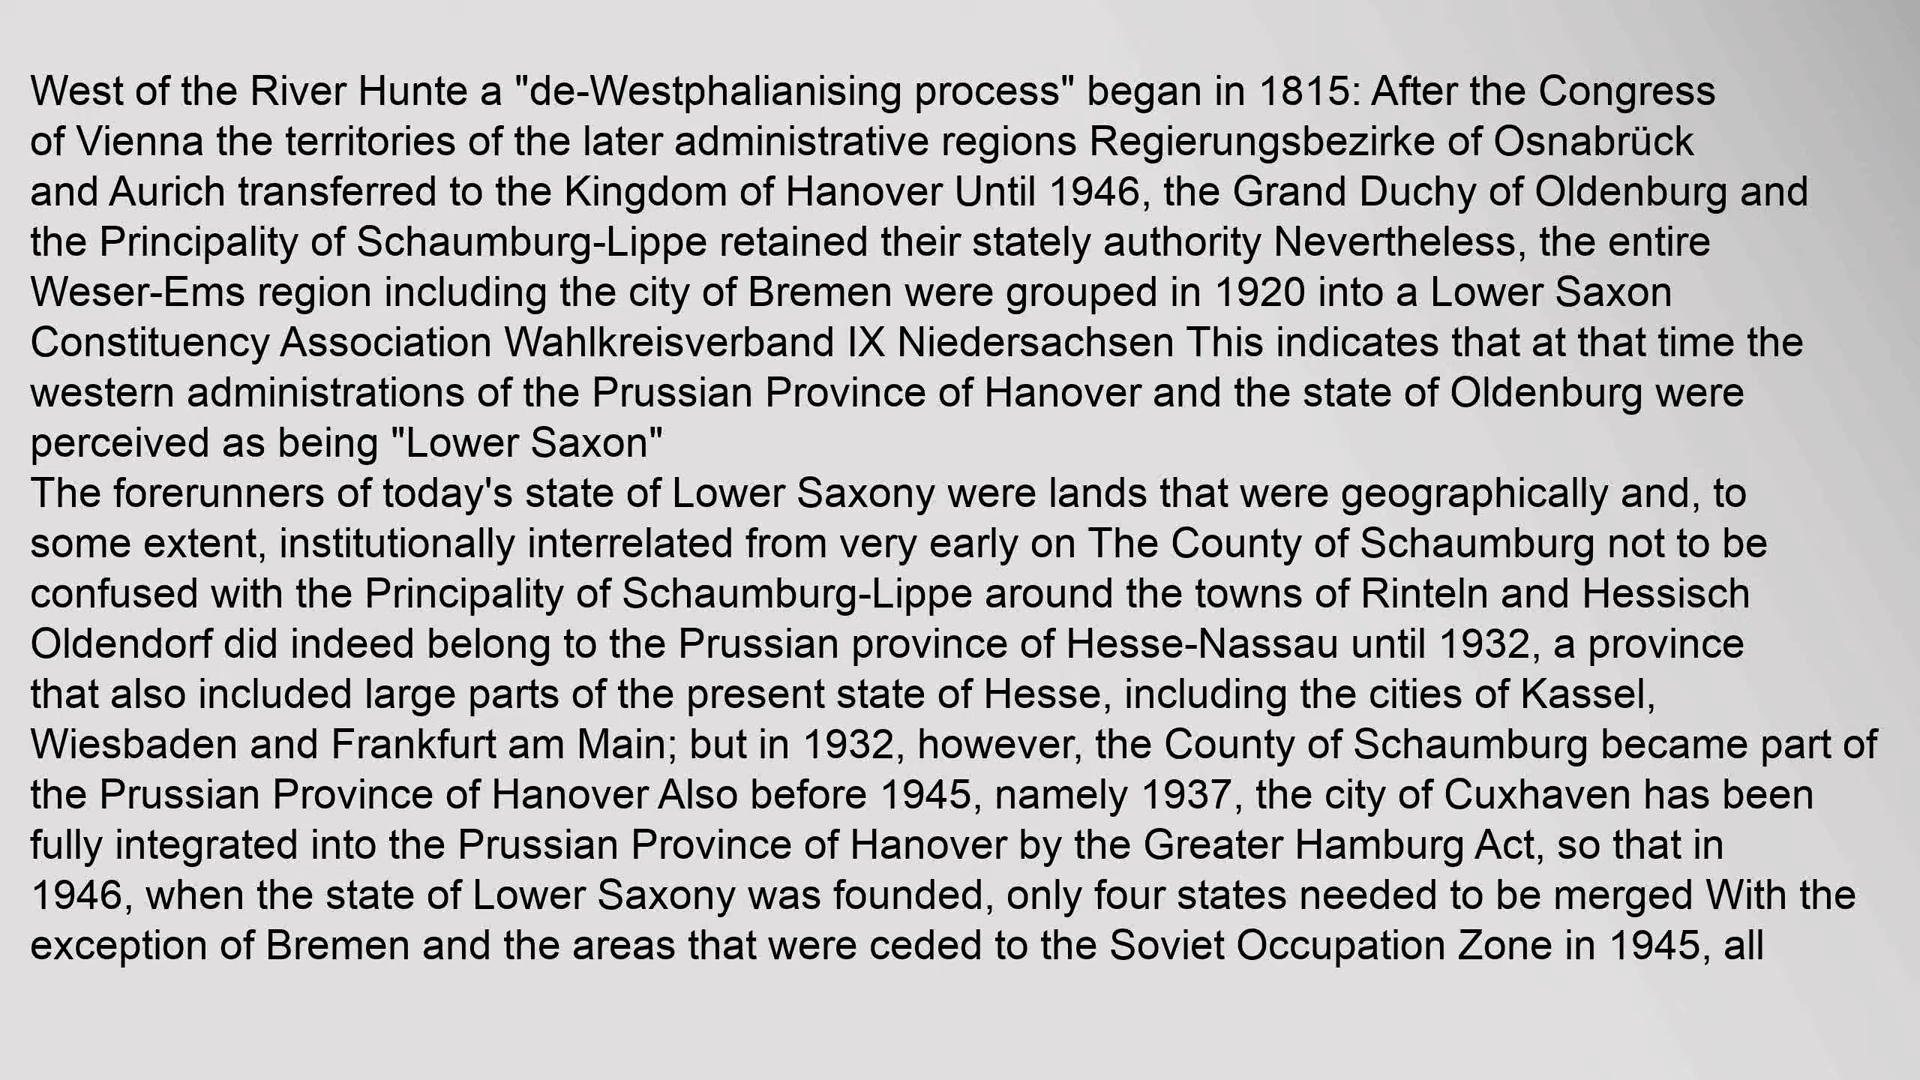 West of the River Hunte a "de-Westphalianising process" began in 1815: After the Congress
of Vienna the territories of the later administrative regions Regierungsbezirke of Osnabrück
and Aurich transferred to the Kingdom of Hanover Until 1946, the Grand Duchy of Oldenburg and
the Principality of Schaumburg-Lippe retained their stately authority Nevertheless, the entire
Weser-Ems region including the city of Bremen were grouped in 1920 into a Lower Saxon
Constituency Association Wahlkreisverband IX Niedersachsen This indicates that at that time the
western administrations of the Prussian Province of Hanover and the state of Oldenburg were
perceived as being "Lower Saxon"
The forerunners of today's state of Lower Saxony were lands that were geographically and, to
some extent, institutionally interrelated from very early on The County of Schaumburg not to be
confused with the Principality of Schaumburg-Lippe around the towns of Rinteln and Hessisch
Oldendorf did indeed belong to the Prussian province of Hesse-Nassau until 1932, a province
that also included large parts of the present state of Hesse, including the cities of Kassel,
Wiesbaden and Frankfurt am Main; but in 1932, however, the County of Schaumburg became part of
the Prussian Province of Hanover Also before 1945, namely 1937, the city of Cuxhaven has been
fully integrated into the Prussian Province of Hanover by the Greater Hamburg Act, so that in
1946, when the state of Lower Saxony was founded, only four states needed to be merged With the
exception of Bremen and the areas that were ceded to the Soviet Occupation Zone in 1945, all